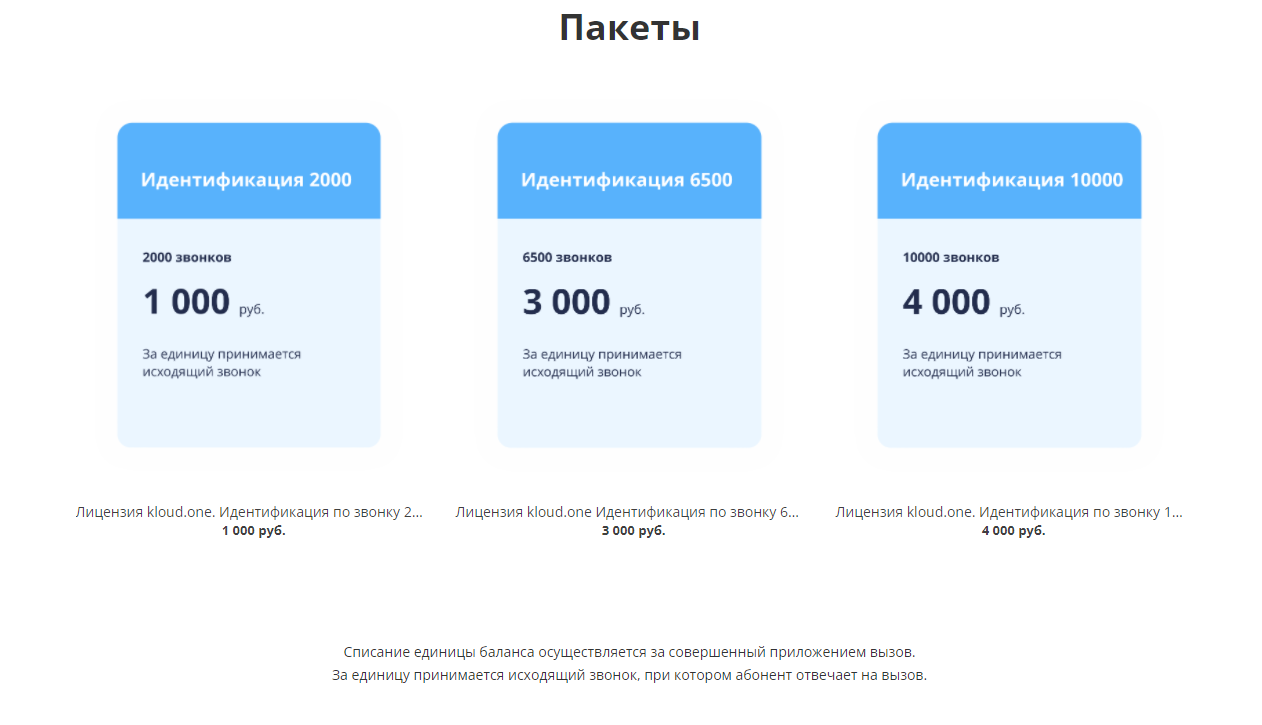 Пакеты
Идентификация 2000
2000 звонков
1 000 руб.
За единицу принимается
исходящий звонок
Лицензия kloud.one. Идентификация по звонку 2...
1 000 руб.
Идентификация 6500
6500 звонков
3 000 руб.
За единицу принимается
исходящий звонок
Лицензия kloud.one Идентификация по звонку 6...
3 000 руб.
Идентификация 10000
10000 звонков
4 000 руб.
За единицу принимается
исходящий звонок
Лицензия kloud.one. Идентификация по звонку 1...
4 000 руб.
Списание единицы баланса осуществляется за совершенный приложением вызов.
За единицу принимается исходящий звонок, при котором абонент отвечает на вызов.